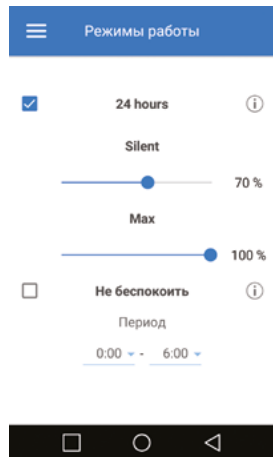 Режимы работы
24 hours
Silent
70 %
Max
100 %
Не беспокоить
Период
0:00 - 6:00